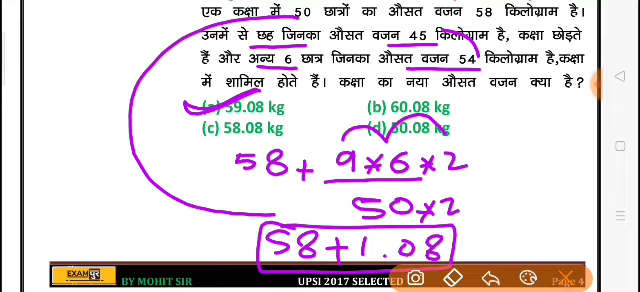 एक कक्षा में 50 छात्रों का औसत वजन 58 किलोग्राम है।
उनमें से छह जिनका औसत वजन 45 किलोग्राम है, कक्षा छोड़ते
हैं और अन्य 6 छात्र जिनका औसत वजन 54 किलोग्राम है,कक्षा
में शामिल होते हैं। कक्षा का नया औसत वजन क्या है?
(a) 59.08 kg (b) 60.08 kg
(c) 58.08 kg (d) 50.08 kg
58 + 9*6*2
50*2
58+1.08
EXAM BY MOHIT SIR UPSI 2017 SELECTED Page 4